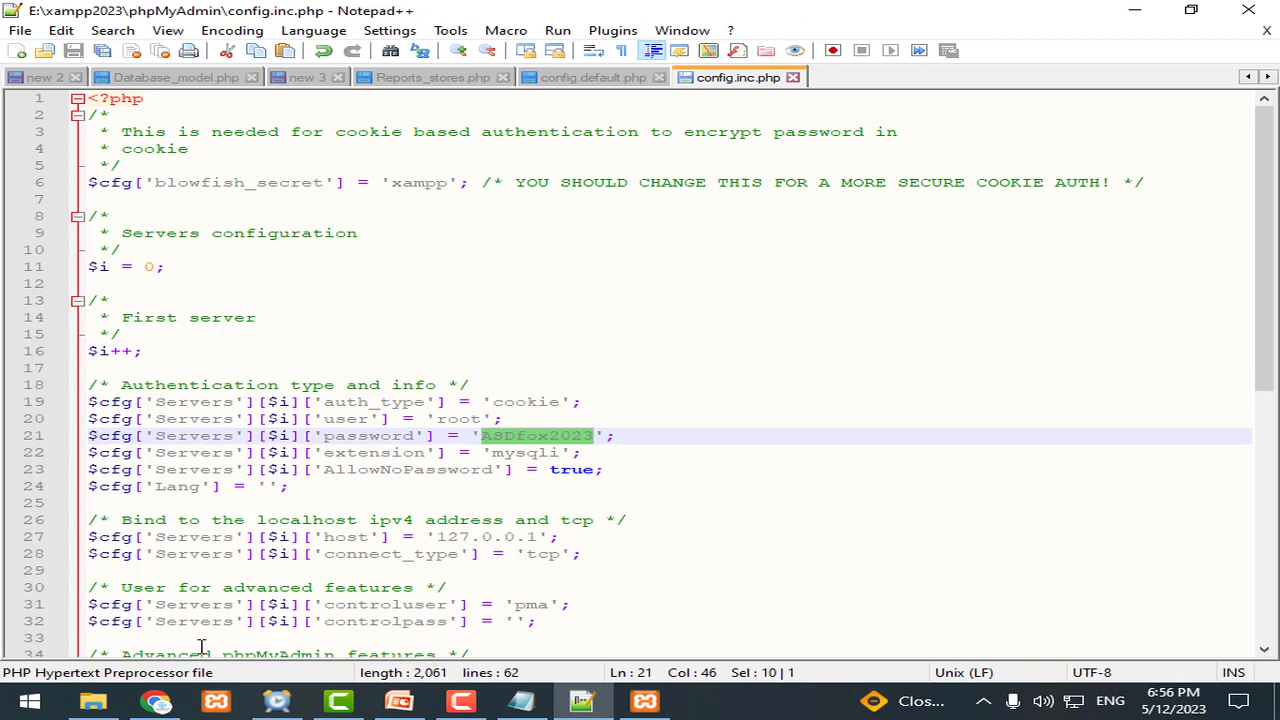 E:\xampp2023\phpMyAdmin\config.inc.php - Notepad++
File Edit Search View Encoding Language Settings Tools Macro Run Plugins Window ? X
new 2 Database_model.php new 3 Reports_stores.php config.default.php config.inc.php
1 <?php
2 /*
3 * This is needed for cookie based authentication to encrypt password in
4 * cookie
5 */
6 $cfg['blowfish_secret'] = 'xampp'; /* YOU SHOULD CHANGE THIS FOR A MORE SECURE COOKIE AUTH! */
7
8 /*
9 * Servers configuration
10 */
11 $i = 0;
12
13 /*
14 * First server
15 */
16 $i++;
17
18 /* Authentication type and info */
19 $cfg['Servers'][$i]['auth_type'] = 'cookie';
20 $cfg['Servers'][$i]['user'] = 'root';
21 $cfg['Servers'][$i]['password'] = 'ASDfox2023';
22 $cfg['Servers'][$i]['extension'] = 'mysqli';
23 $cfg['Servers'][$i]['AllowNoPassword'] = true;
24 $cfg['Lang'] = '';
25
26 /* Bind to the localhost ipv4 address and tcp */
27 $cfg['Servers'][$i]['host'] = '127.0.0.1';
28 $cfg['Servers'][$i]['connect_type'] = 'tcp';
29
30 /* User for advanced features */
31 $cfg['Servers'][$i]['controluser'] = 'pma';
32 $cfg['Servers'][$i]['controlpass'] = '';
33
34 /* Advanced phpMyAdmin features */
PHP Hypertext Preprocessor file length : 2,061 lines : 62 Ln : 21 Col : 46 Sel : 10 | 1 Unix (LF) UTF-8 INS
Clos... ENG 6:56 PM
5/12/2023